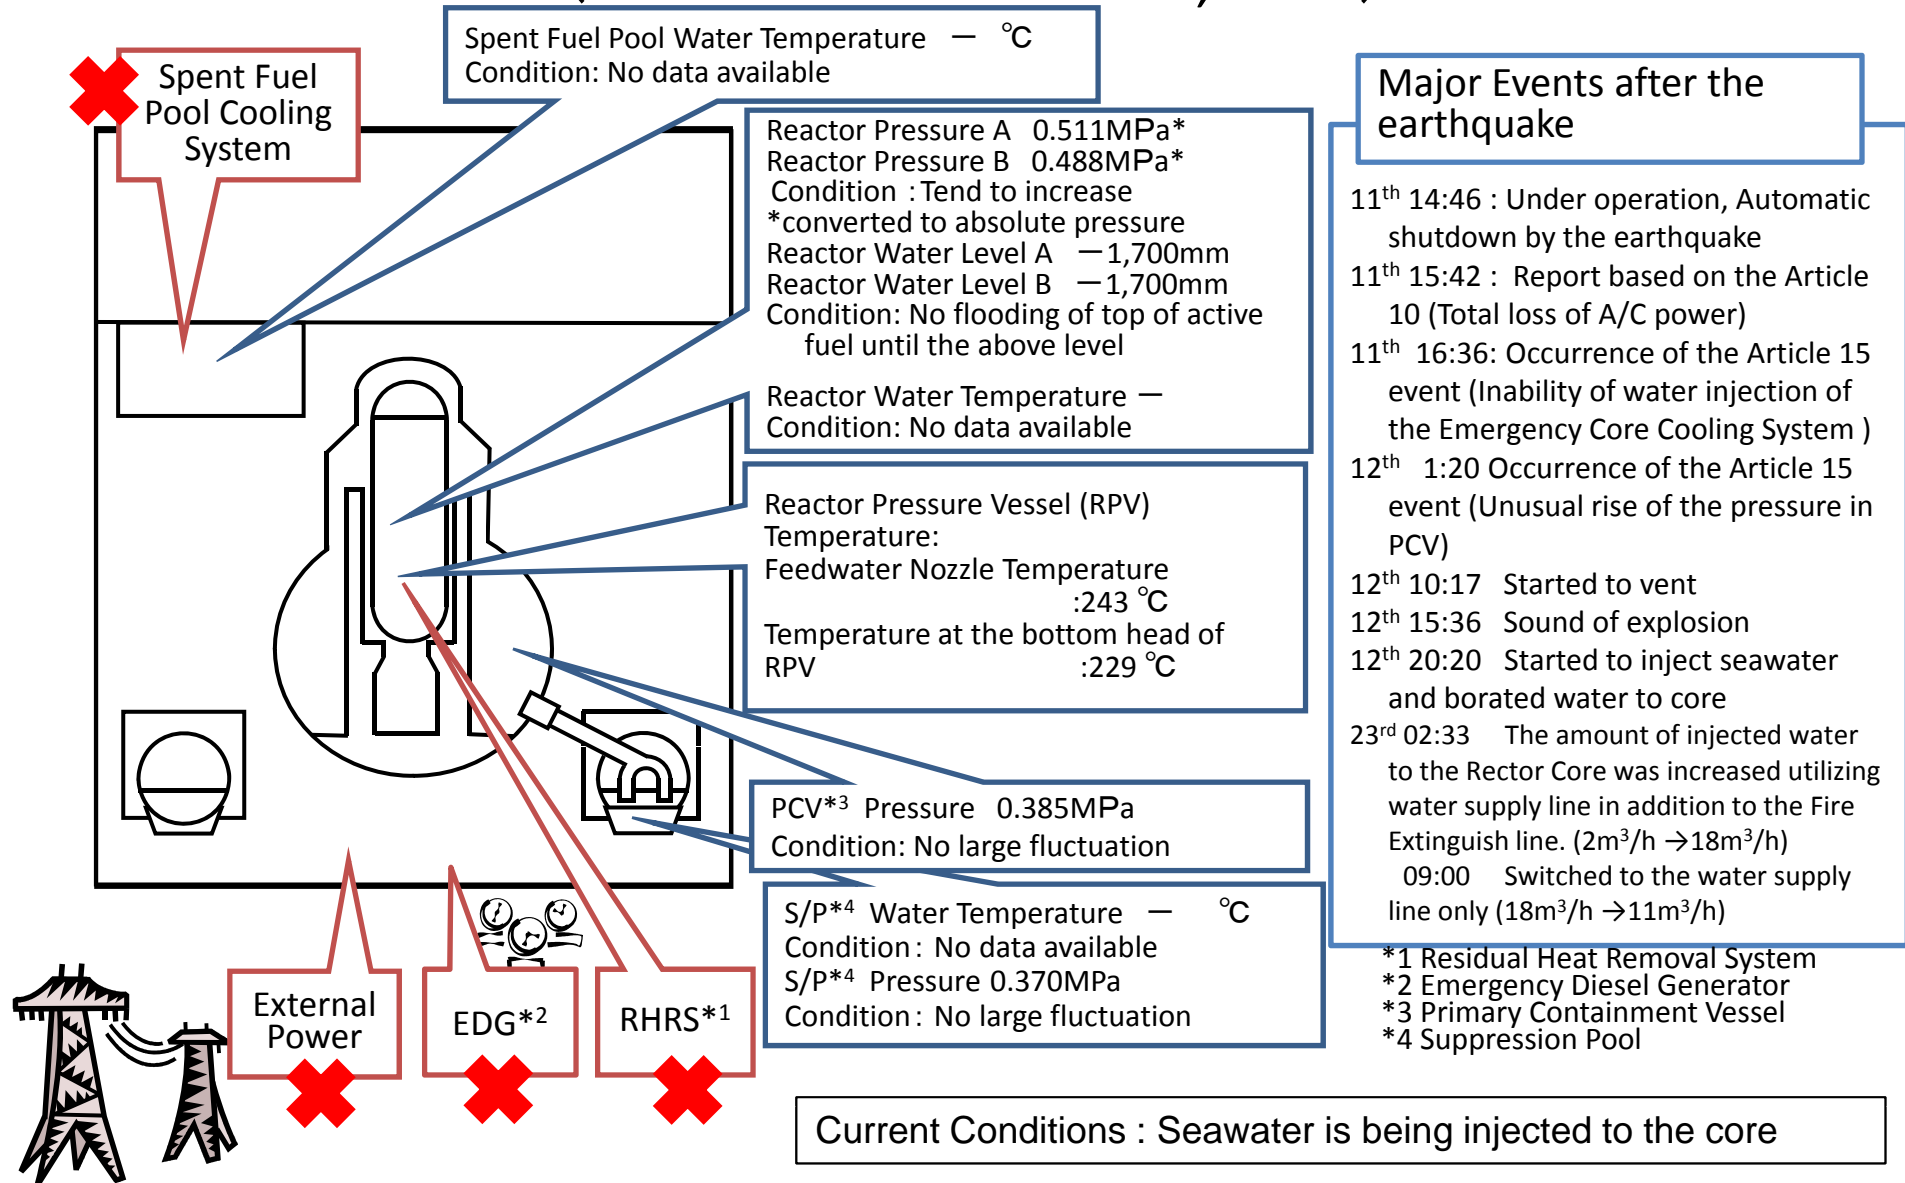 Spent Fuel Pool Water Temperature － ℃
Condition: No data available
Spent Fuel
Pool Cooling
System
Reactor Pressure A 0.511MPa*
Reactor Pressure B 0.488MPa*
Condition：Tend to increase
*converted to absolute pressure
Reactor Water Level A －1,700mm
Reactor Water Level B －1,700mm
Condition: No flooding of top of active
fuel until the above level
Reactor Water Temperature －
Condition: No data available
Reactor Pressure Vessel (RPV)
Temperature:
Feedwater Nozzle Temperature
:243 ℃
Temperature at the bottom head of
RPV :229 ℃
PCV*3 Pressure 0.385MPa
Condition: No large fluctuation
S/P*4 Water Temperature － ℃
Condition：No data available
S/P*4 Pressure 0.370MPa
Condition：No large fluctuation
External
Power
EDG*2
RHRS*1
Major Events after the
earthquake
11th 14:46 : Under operation, Automatic
shutdown by the earthquake
11th 15:42 : Report based on the Article
10 (Total loss of A/C power)
11th 16:36: Occurrence of the Article 15
event (Inability of water injection of
the Emergency Core Cooling System )
12th 1:20 Occurrence of the Article 15
event (Unusual rise of the pressure in
PCV)
12th 10:17 Started to vent
12th 15:36 Sound of explosion
12th 20:20 Started to inject seawater
and borated water to core
23rd 02:33 The amount of injected water
to the Rector Core was increased utilizing
water supply line in addition to the Fire
Extinguish line. (2m³/h →18m³/h)
09:00 Switched to the water supply
line only (18m³/h →11m³/h)
*1 Residual Heat Removal System
*2 Emergency Diesel Generator
*3 Primary Containment Vessel
*4 Suppression Pool
Current Conditions : Seawater is being injected to the core